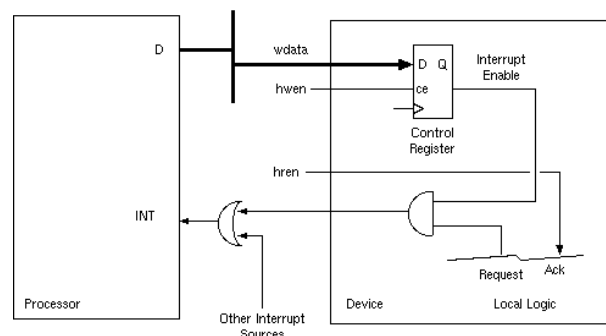 D
wdata
D Q
Interrupt
Enable
hwen
ce
Control
Register
hren
INT
Request
Ack
Processor
Other Interrupt
Sources
Device
Local Logic